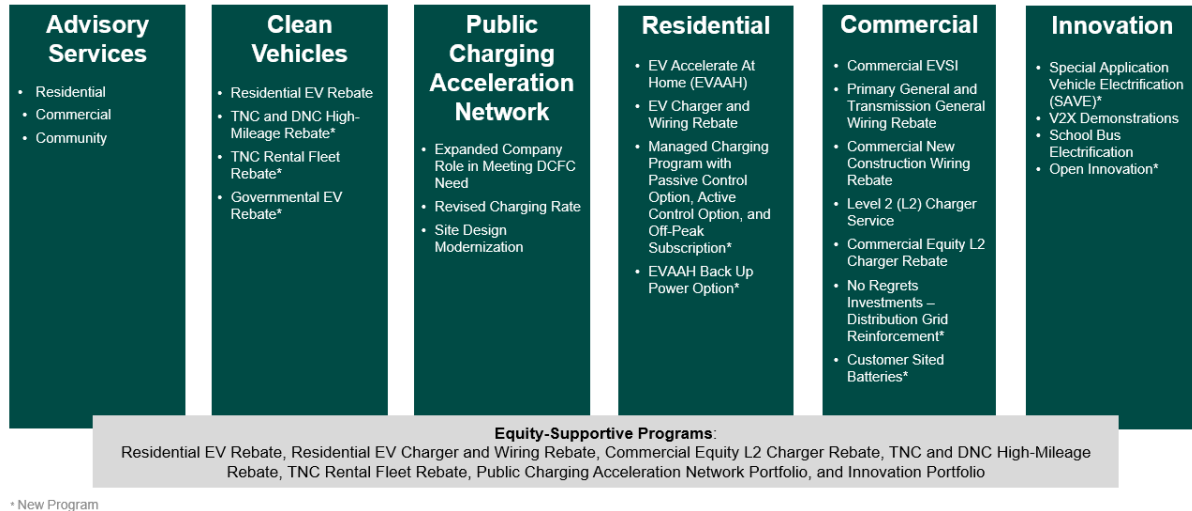 Advisory
Services
• Residential
• Commercial
• Community
Clean
Vehicles
• Residential EV Rebate
• TNC and DNC High-
Mileage Rebate*
• TNC Rental Fleet
Rebate*
• Governmental EV
Rebate*
Public
Charging
Acceleration
Network
• Expanded Company
Role in Meeting DCFC
Need
• Revised Charging Rate
• Site Design
Modernization
Residential
• EV Accelerate At
Home (EVAAH)
• EV Charger and
Wiring Rebate
• Managed Charging
Program with
Passive Control
Option, Active
Control Option, and
Off-Peak
Subscription*
• EVAAH Back Up
Power Option*
Commercial
• Commercial EVSI
• Primary General and
Transmission General
Wiring Rebate
• Commercial New
Construction Wiring
Rebate
• Level 2 (L2) Charger
Service
• Commercial Equity L2
Charger Rebate
• No Regrets
Investments –
Distribution Grid
Reinforcement*
• Customer Sited
Batteries*
Innovation
• Special Application
Vehicle Electrification
(SAVE)*
• V2X Demonstrations
• School Bus
Electrification
• Open Innovation*
Equity-Supportive Programs:
Residential EV Rebate, Residential EV Charger and Wiring Rebate, Commercial Equity L2 Charger Rebate, TNC and DNC High-Mileage
Rebate, TNC Rental Fleet Rebate, Public Charging Acceleration Network Portfolio, and Innovation Portfolio
* New Program